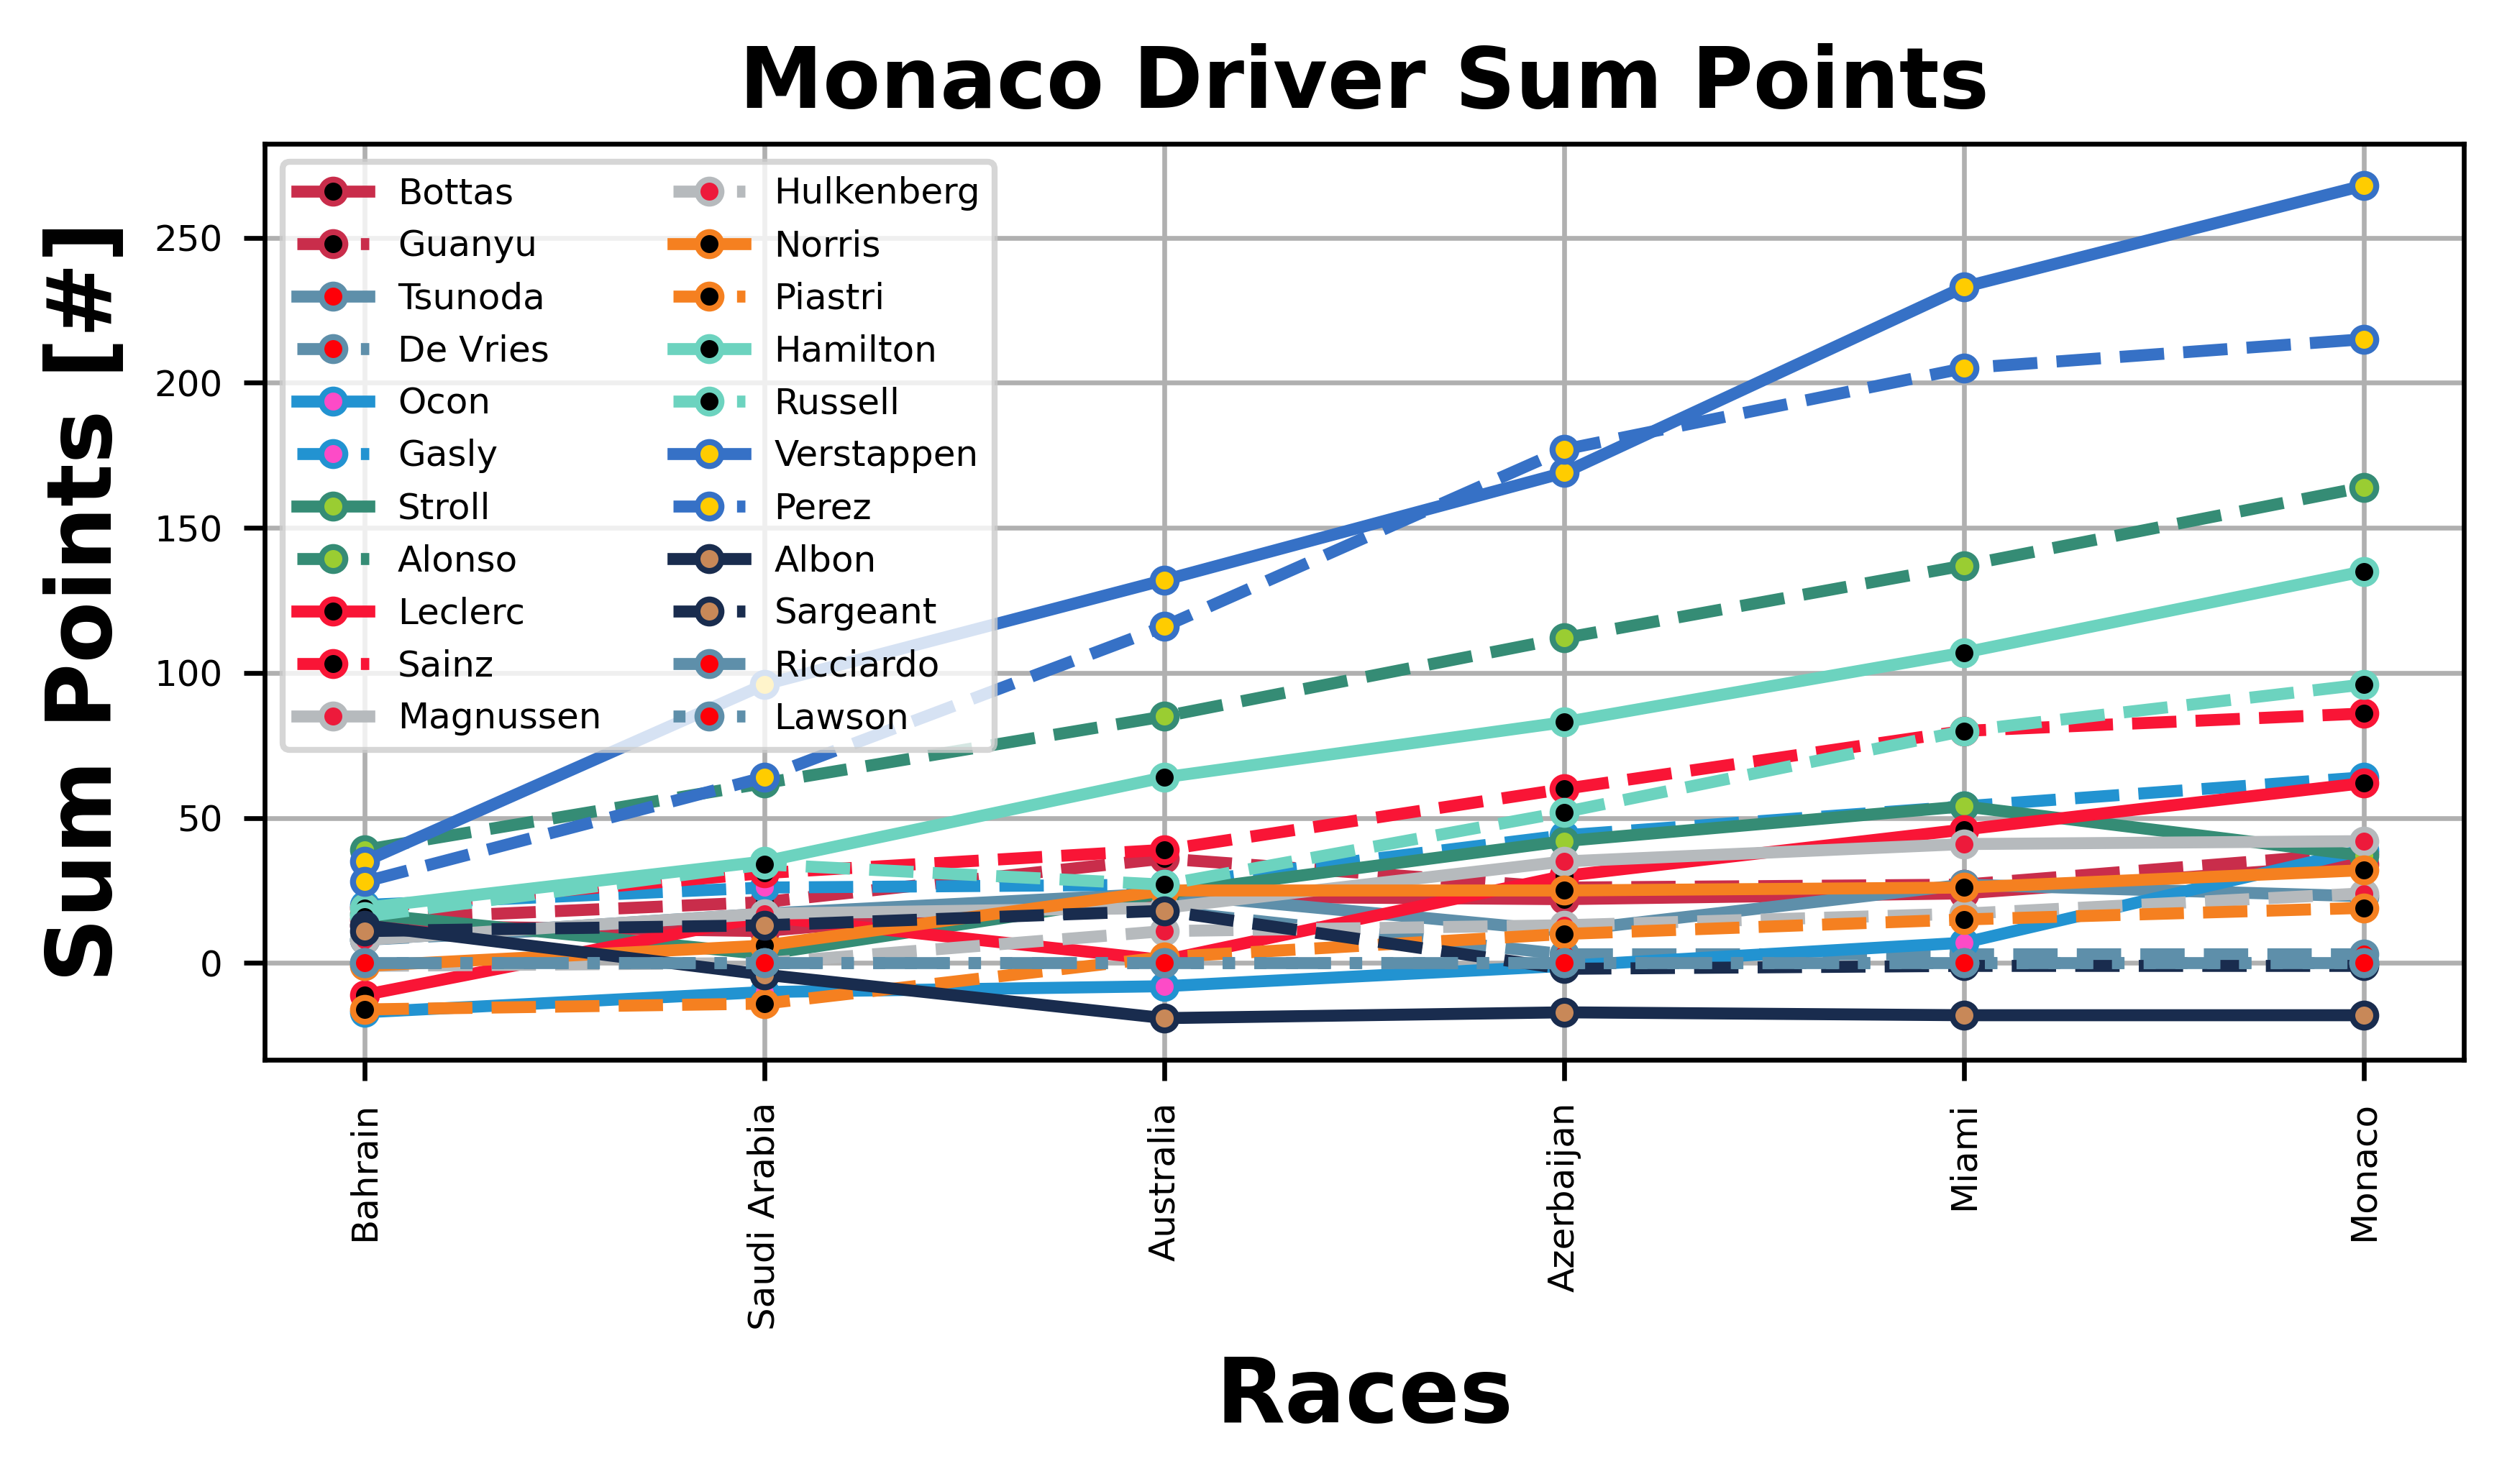 Monaco Driver Sum Points
Sum Points [#]
250
200
150
100
50
0
Bottas
Guanyu
Tsunoda
De Vries
Ocon
Gasly
Stroll
Alonso
Leclerc
Sainz
Magnussen
Hulkenberg
Norris
Piastri
Hamilton
Russell
Verstappen
Perez
Albon
Sargeant
Ricciardo
Lawson
Bahrain
Saudi Arabia
Australia
Azerbaijan
Miami
Monaco
Races